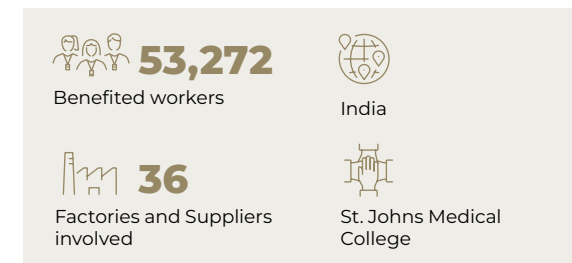 53,272
Benefited workers
India
36
Factories and Suppliers
involved
St. Johns Medical
College